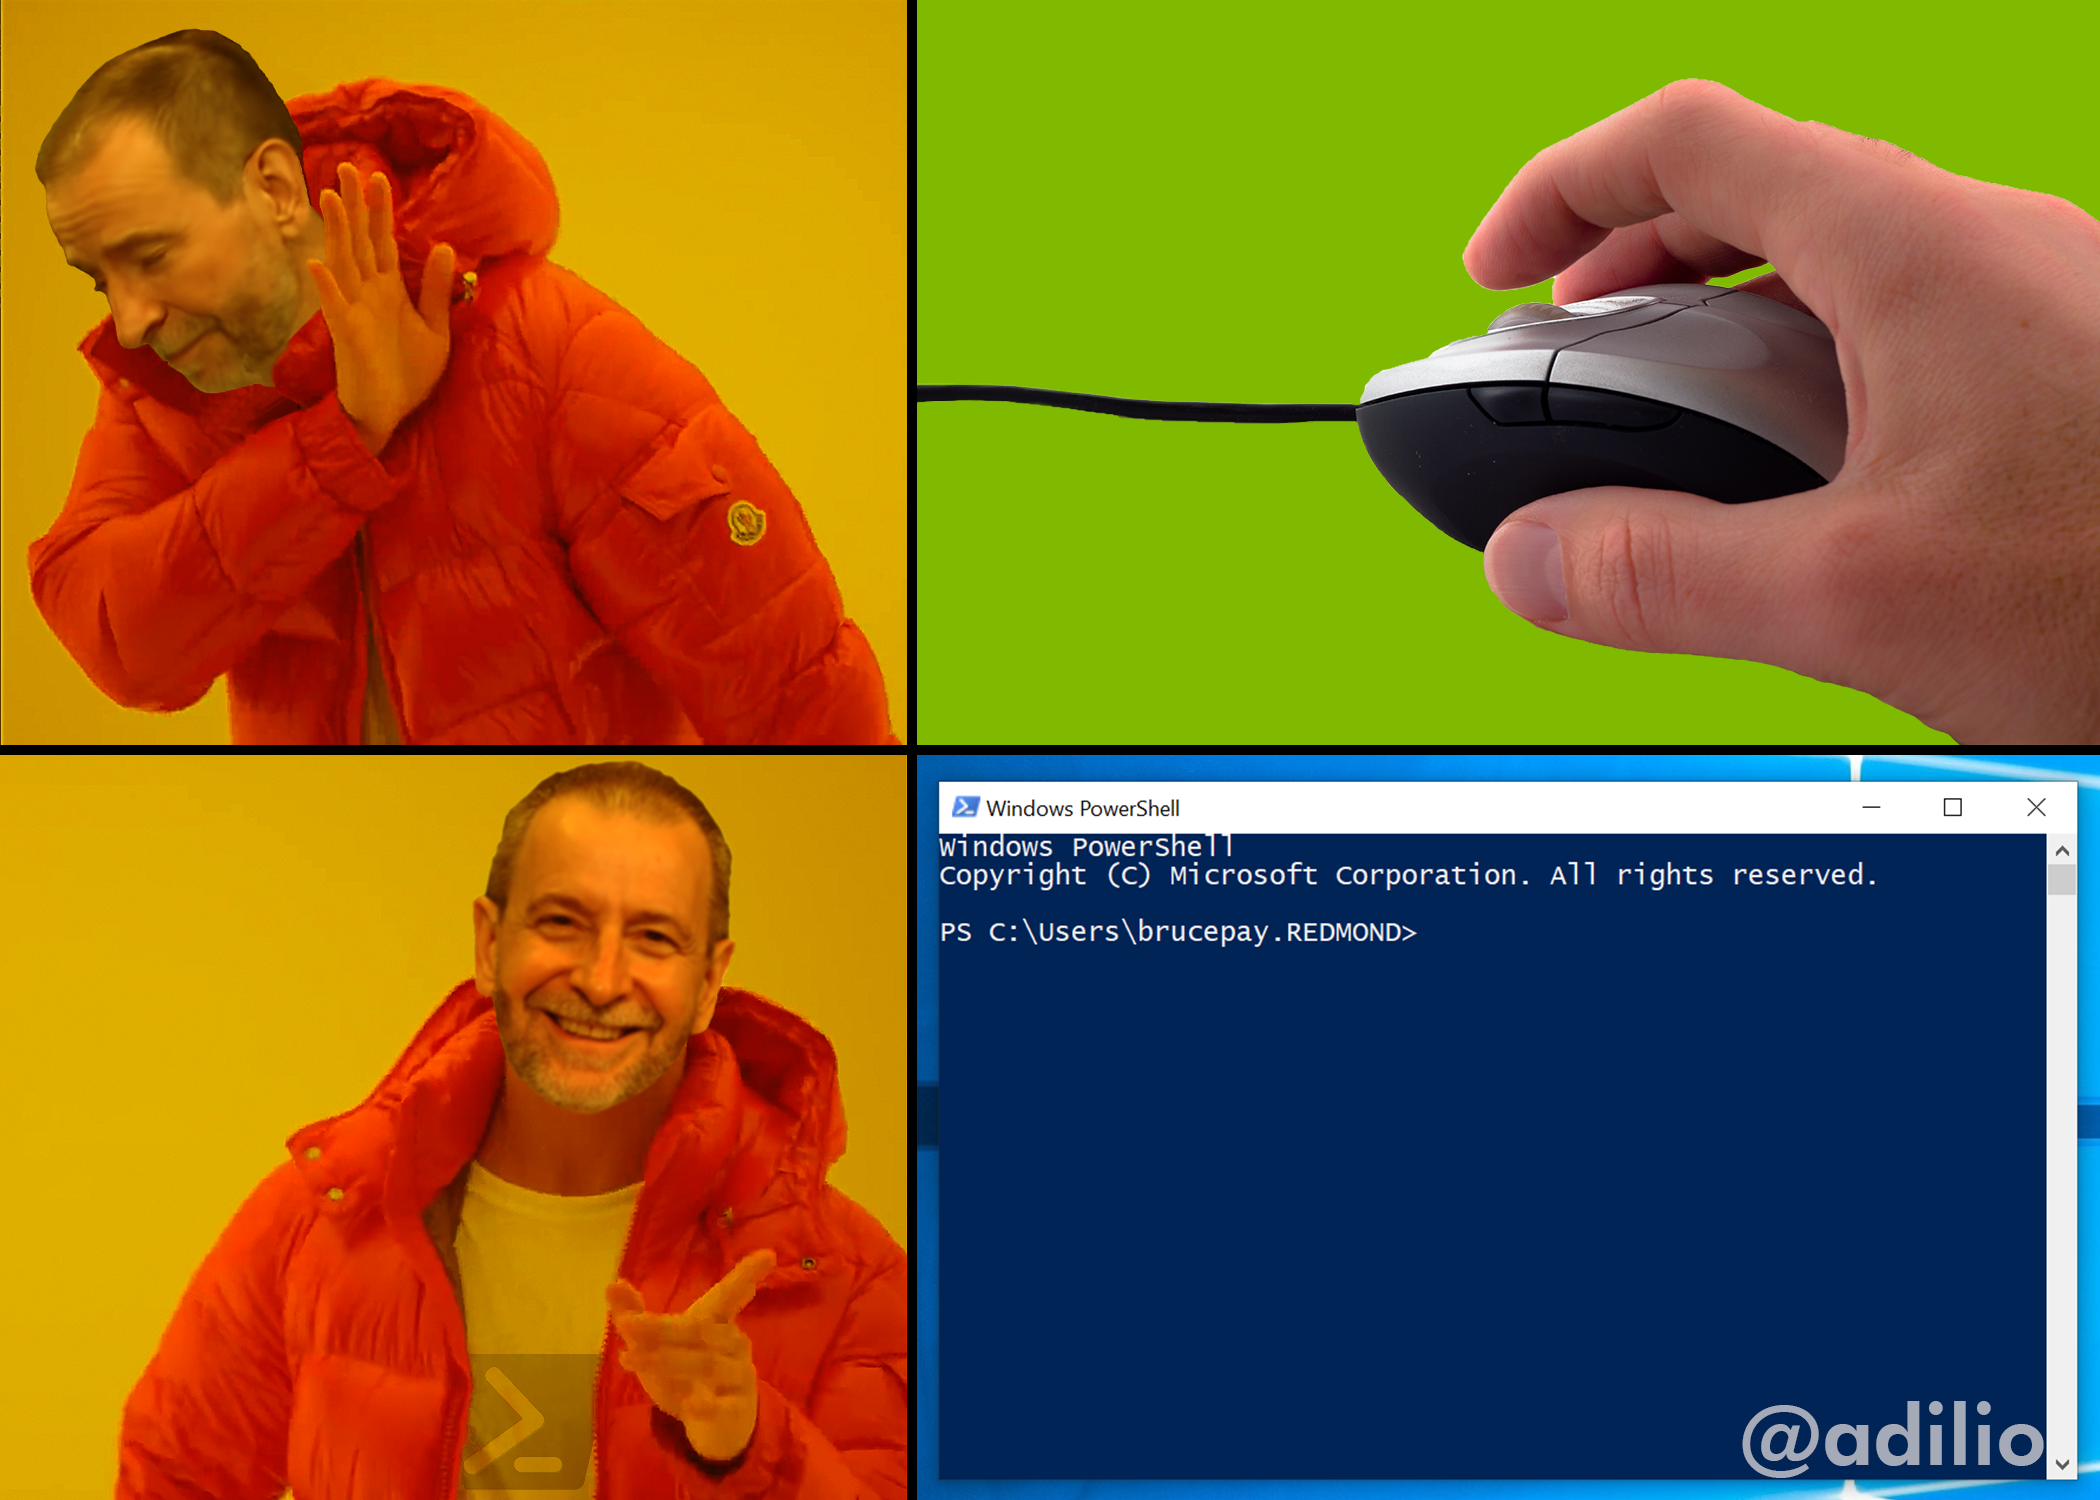 Windows PowerShell
Windows PowerShell
Copyright (C) Microsoft Corporation. All rights reserved.
PS C:\Users\brucepay.REDMOND>
@adilio